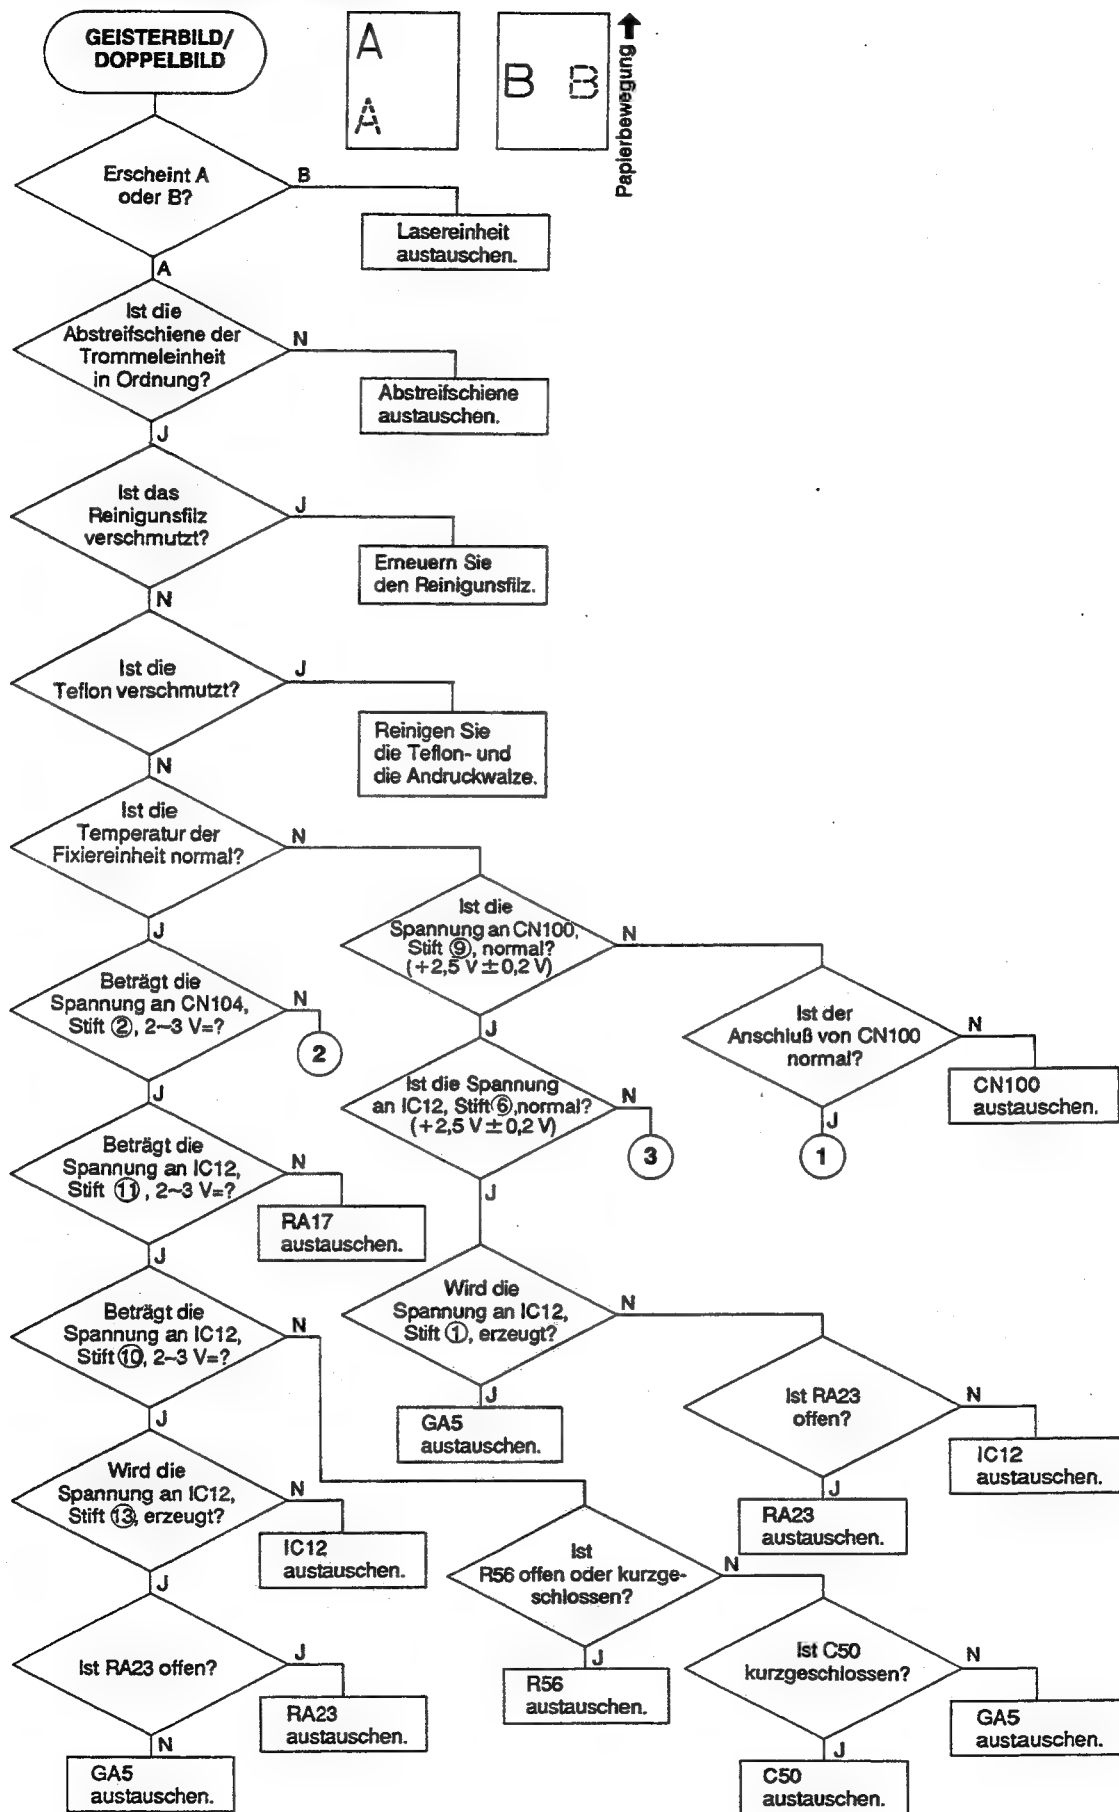 GEISTERBILD/
DOPPELBILD
A
A
B B
Papierbewegung
Erscheint A
oder B?
B
Lasereinheit
austauschen.
A
Ist die
Abstreifschiene der
Trommeleinheit
in Ordnung?
N
Abstreifschiene
austauschen.
J
Ist das
Reinigunsfilz
verschmutzt?
J
Erneuern Sie
den Reinigunsfilz.
N
Ist die
Teflon verschmutzt?
J
Reinigen Sie
die Teflon- und
die Andruckwalze.
N
Ist die
Temperatur der
Fixiereinheit normal?
N
Ist die
Spannung an CN100,
Stift ⑨, normal?
(+2,5 V ± 0,2 V)
N
Ist der
Anschluß von CN100
normal?
N
CN100
austauschen.
J
1
J
Ist die Spannung
an IC12, Stift ⑥,normal?
(+2,5 V ± 0,2 V)
N
3
J
Wird die
Spannung an IC12,
Stift ①, erzeugt?
N
Ist RA23
offen?
N
IC12
austauschen.
J
RA23
austauschen.
J
GA5
austauschen.
J
Beträgt die
Spannung an CN104,
Stift ②, 2~3 V=?
N
2
J
Beträgt die
Spannung an IC12,
Stift ⑪ , 2~3 V=?
N
RA17
austauschen.
J
Beträgt die
Spannung an IC12,
Stift ⑩, 2~3 V=?
N
Ist
R56 offen oder kurzge-
schlossen?
N
Ist C50
kurzgeschlossen?
N
GA5
austauschen.
J
C50
austauschen.
J
R56
austauschen.
J
Wird die
Spannung an IC12,
Stift ⑬, erzeugt?
N
IC12
austauschen.
J
Ist RA23 offen?
J
RA23
austauschen.
N
GA5
austauschen.